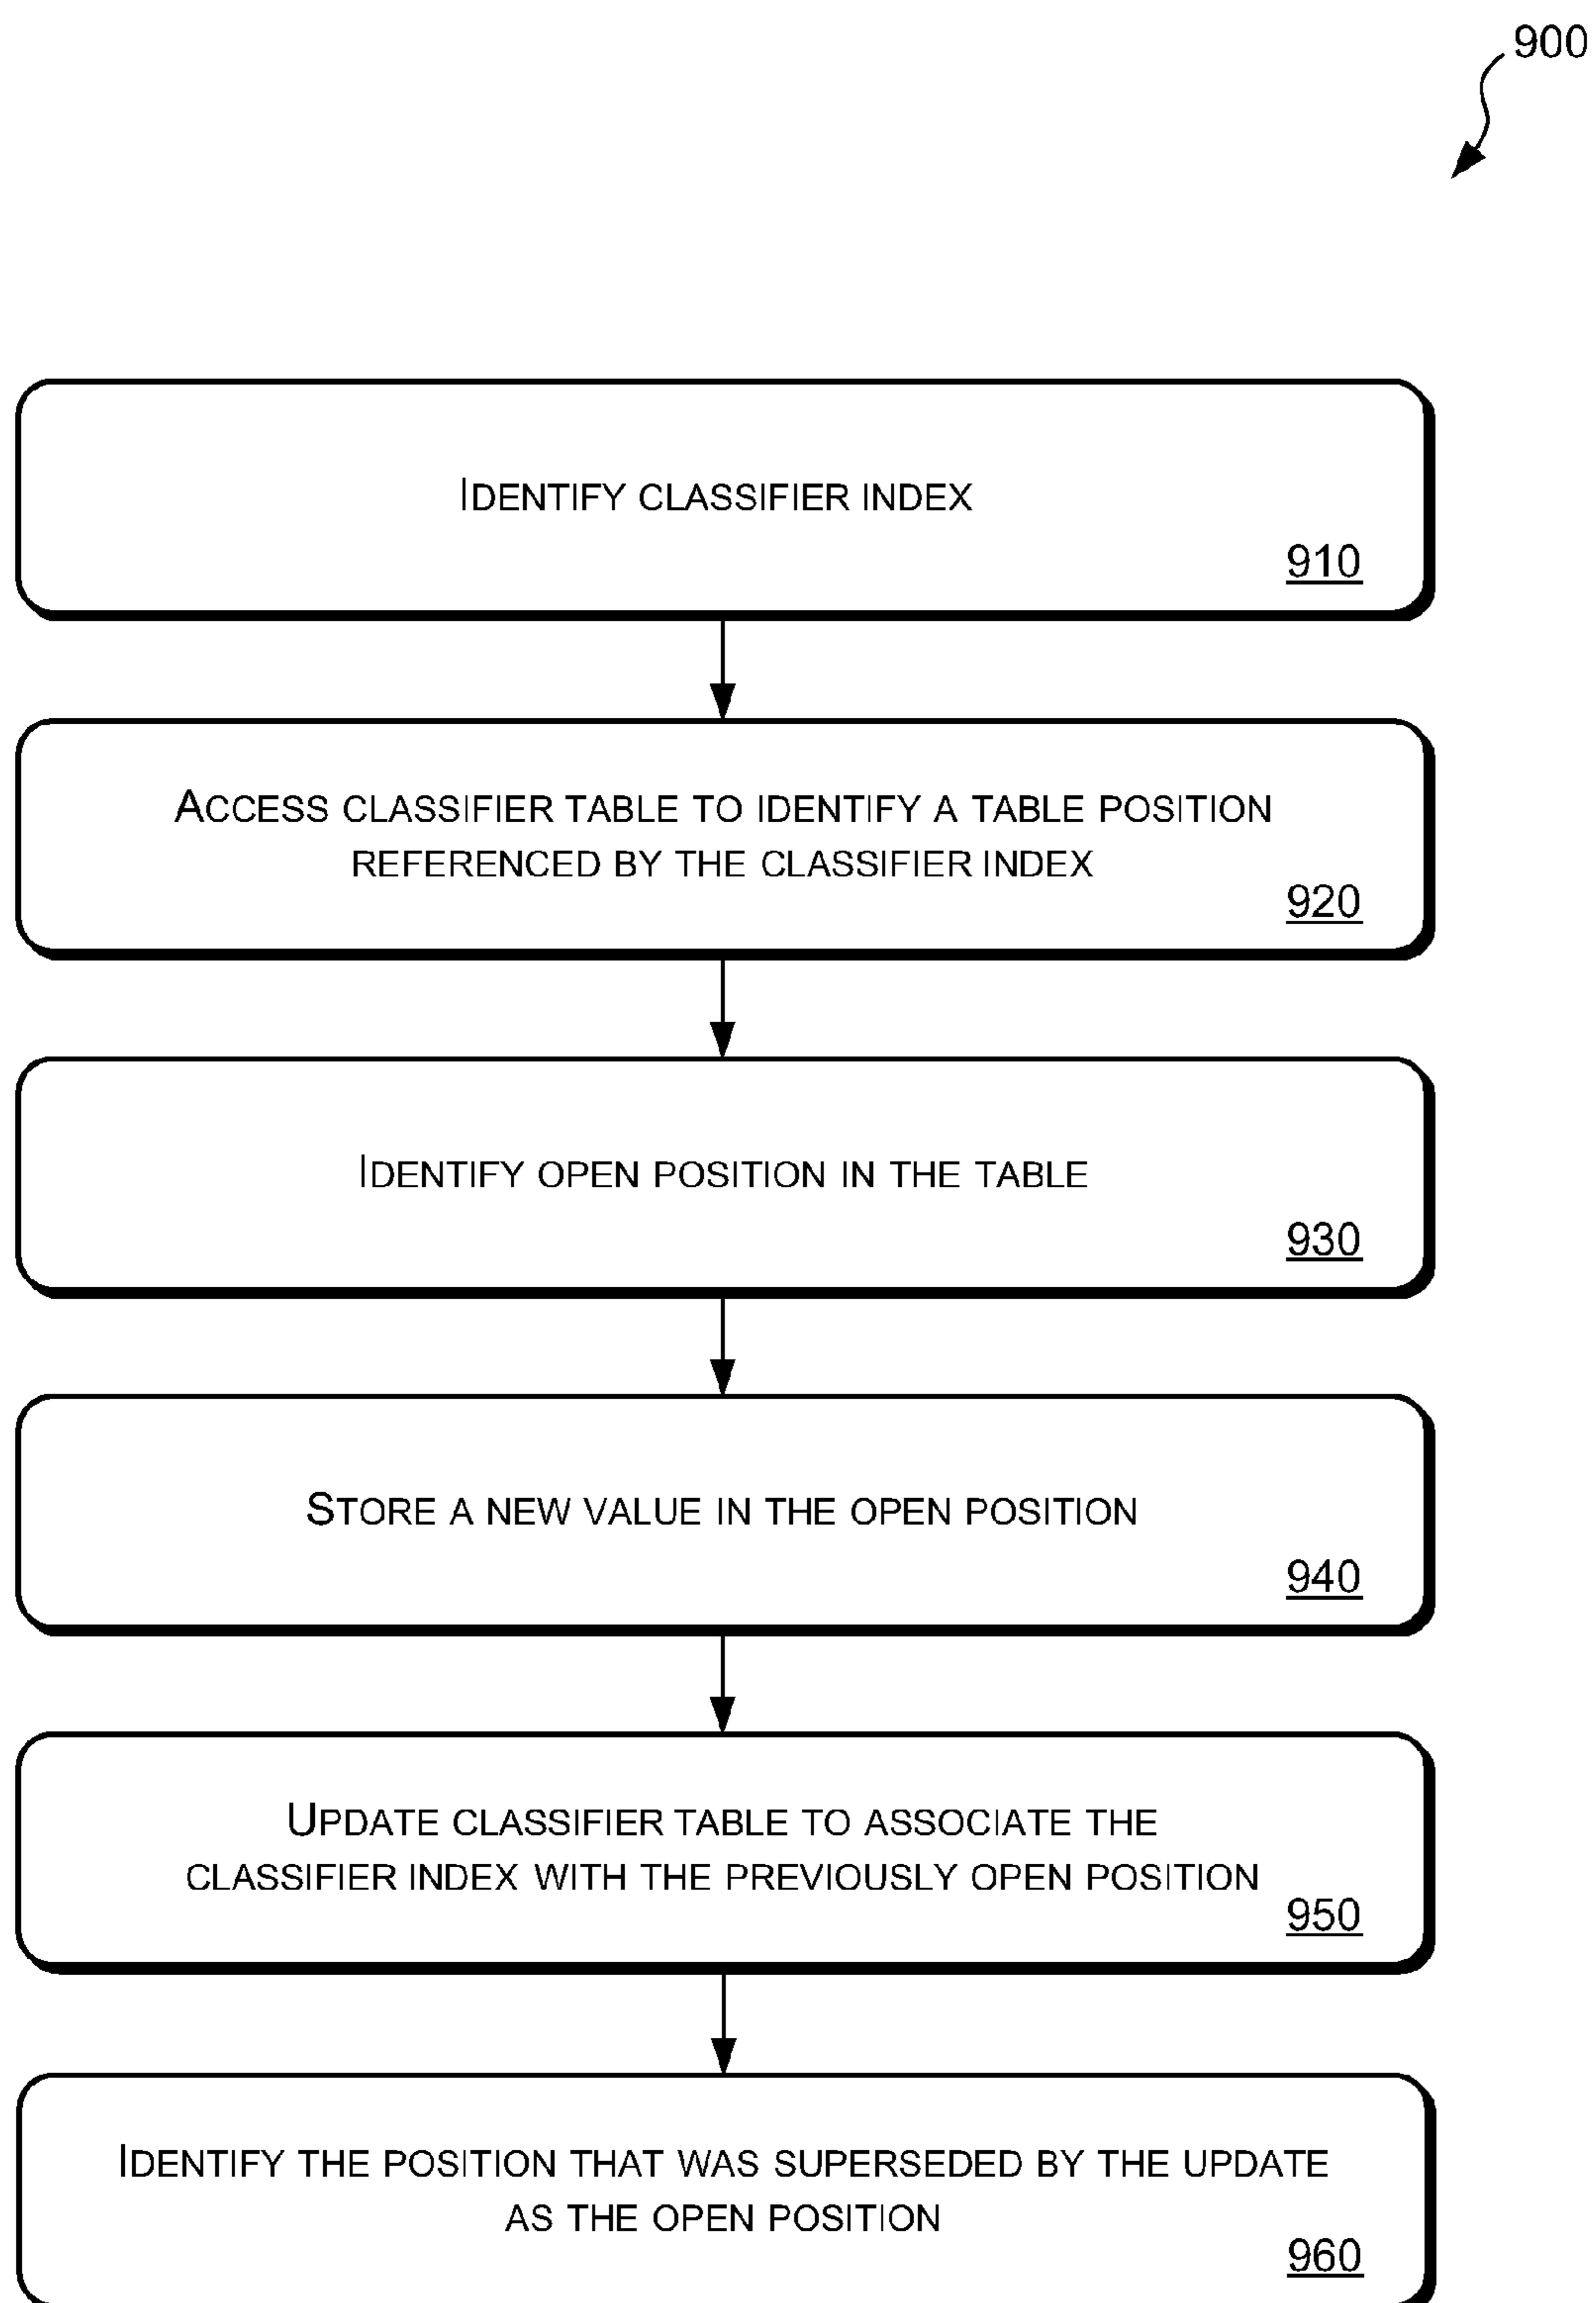 900
IDENTIFY CLASSIFIER INDEX
910
ACCESS CLASSIFIER TABLE TO IDENTIFY A TABLE POSITION
REFERENCED BY THE CLASSIFIER INDEX
920
IDENTIFY OPEN POSITION IN THE TABLE
930
STORE A NEW VALUE IN THE OPEN POSITION
940
UPDATE CLASSIFIER TABLE TO ASSOCIATE THE
CLASSIFIER INDEX WITH THE PREVIOUSLY OPEN POSITION
950
IDENTIFY THE POSITION THAT WAS SUPERSEDED BY THE UPDATE
AS THE OPEN POSITION
960